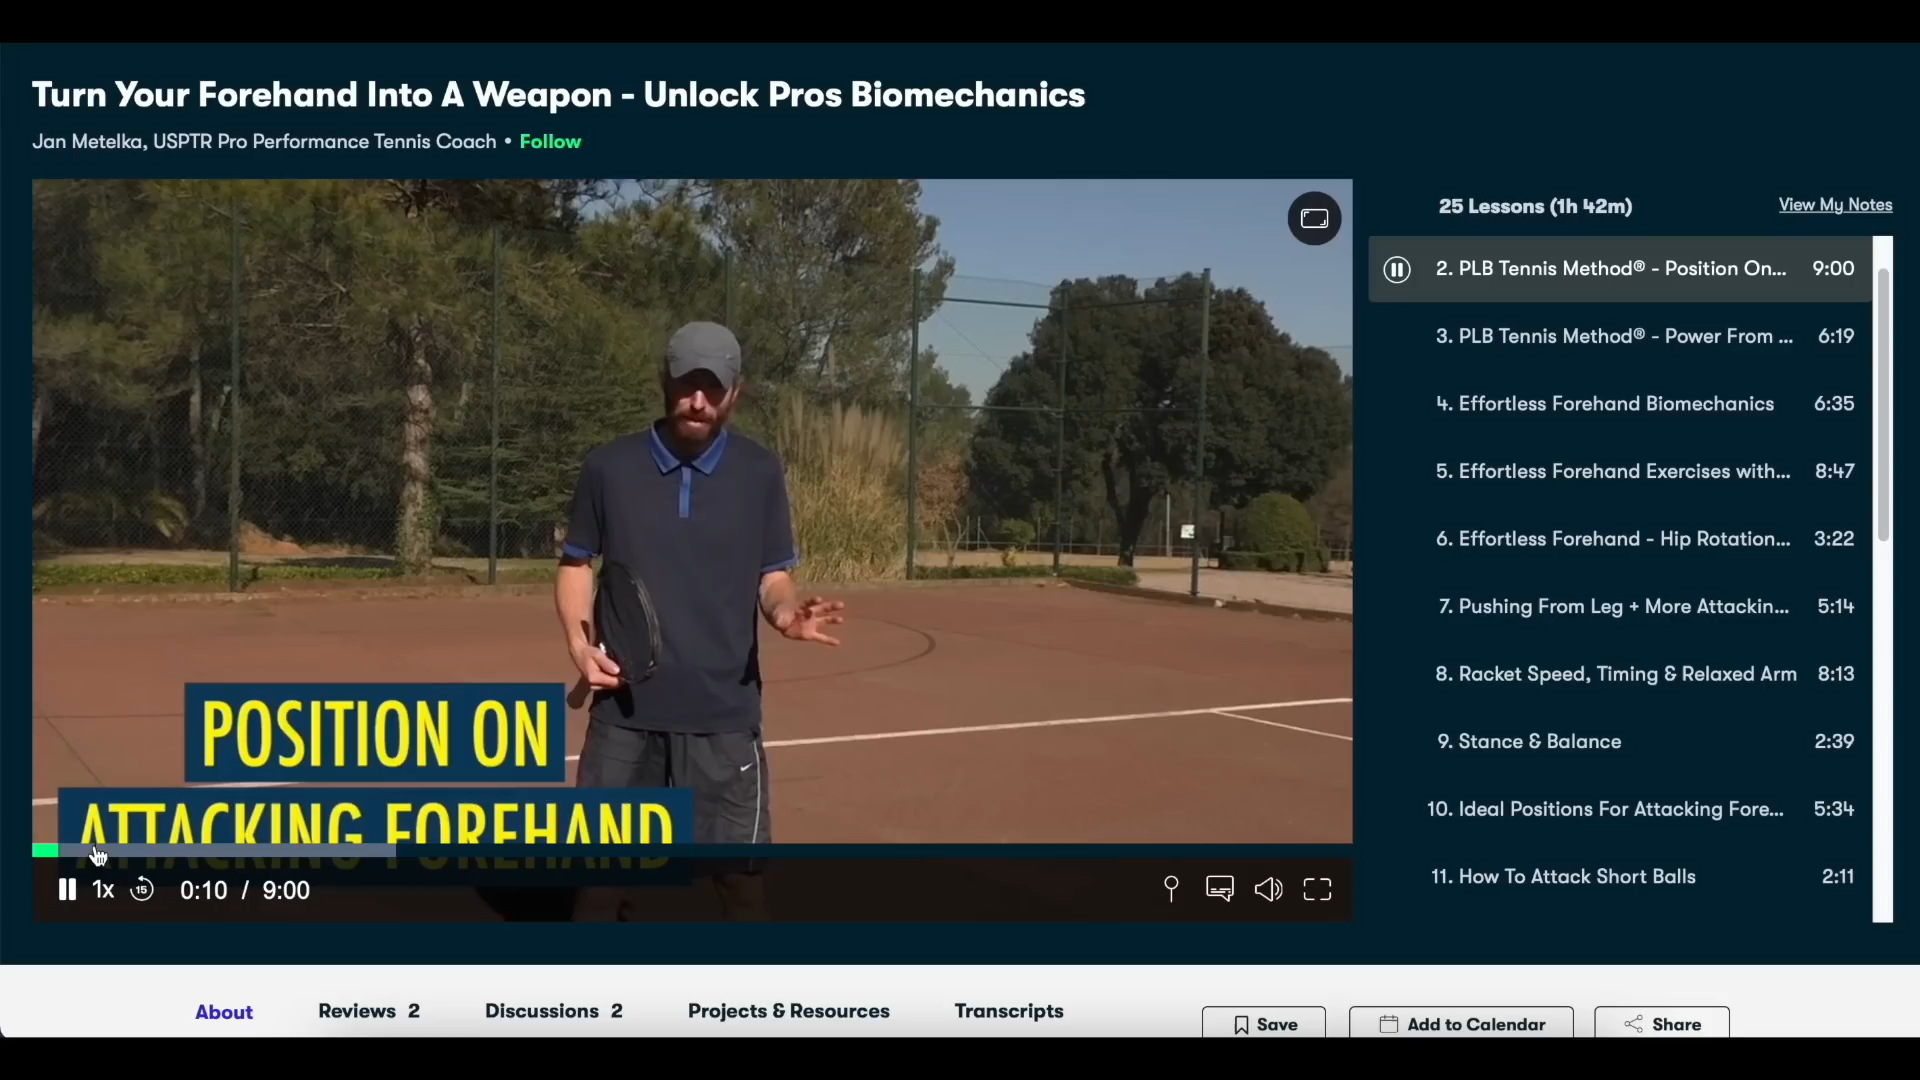 Turn Your Forehand Into A Weapon - Unlock Pros Biomechanics
Jan Metelka, USPTR Pro Performance Tennis Coach • Follow
POSITION ON
ATTACKING FOREHAND
1x 15 0:10 / 9:00
25 Lessons (1h 42m) View My Notes
2. PLB Tennis Method® - Position On... 9:00
3. PLB Tennis Method® - Power From ... 6:19
4. Effortless Forehand Biomechanics 6:35
5. Effortless Forehand Exercises with... 8:47
6. Effortless Forehand - Hip Rotation... 3:22
7. Pushing From Leg + More Attackin... 5:14
8. Racket Speed, Timing & Relaxed Arm 8:13
9. Stance & Balance 2:39
10. Ideal Positions For Attacking Fore... 5:34
11. How To Attack Short Balls 2:11
About Reviews 2 Discussions 2 Projects & Resources Transcripts Save Add to Calendar Share